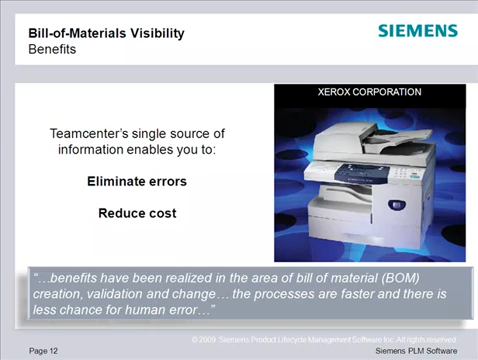 Bill-of-Materials Visibility
Benefits
SIEMENS
XEROX CORPORATION
Teamcenter's single source of
information enables you to:
Eliminate errors
Reduce cost
“…benefits have been realized in the area of bill of material (BOM)
creation, validation and change… the processes are faster and there is
less chance for human error…”
© 2009. Siemens Product Lifecycle Management Software Inc. All rights reserved
Page 12
Siemens PLM Software